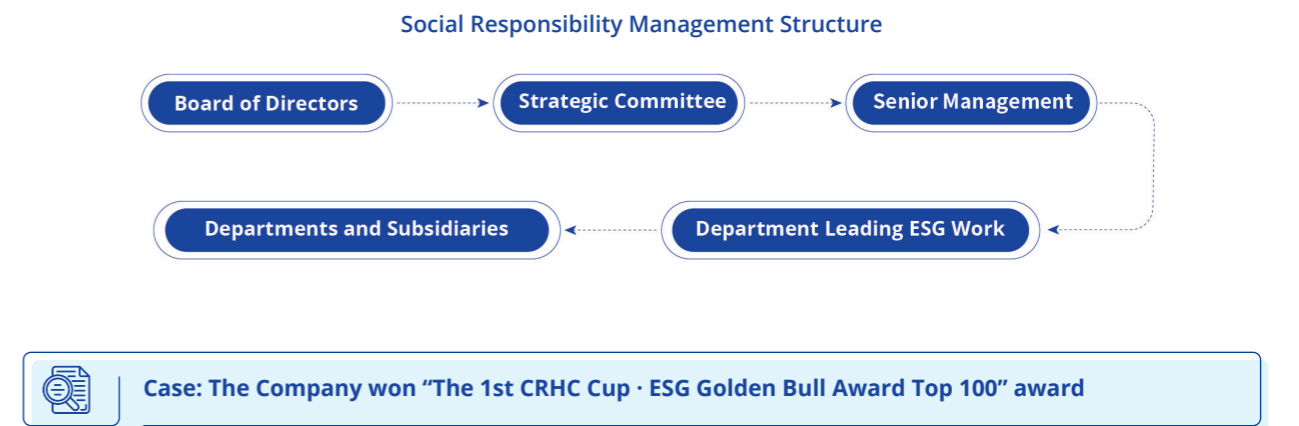 Social Responsibility Management Structure
Board of Directors
Strategic Committee
Senior Management
Department Leading ESG Work
Departments and Subsidiaries
Case: The Company won “The 1st CRHC Cup · ESG Golden Bull Award Top 100” award